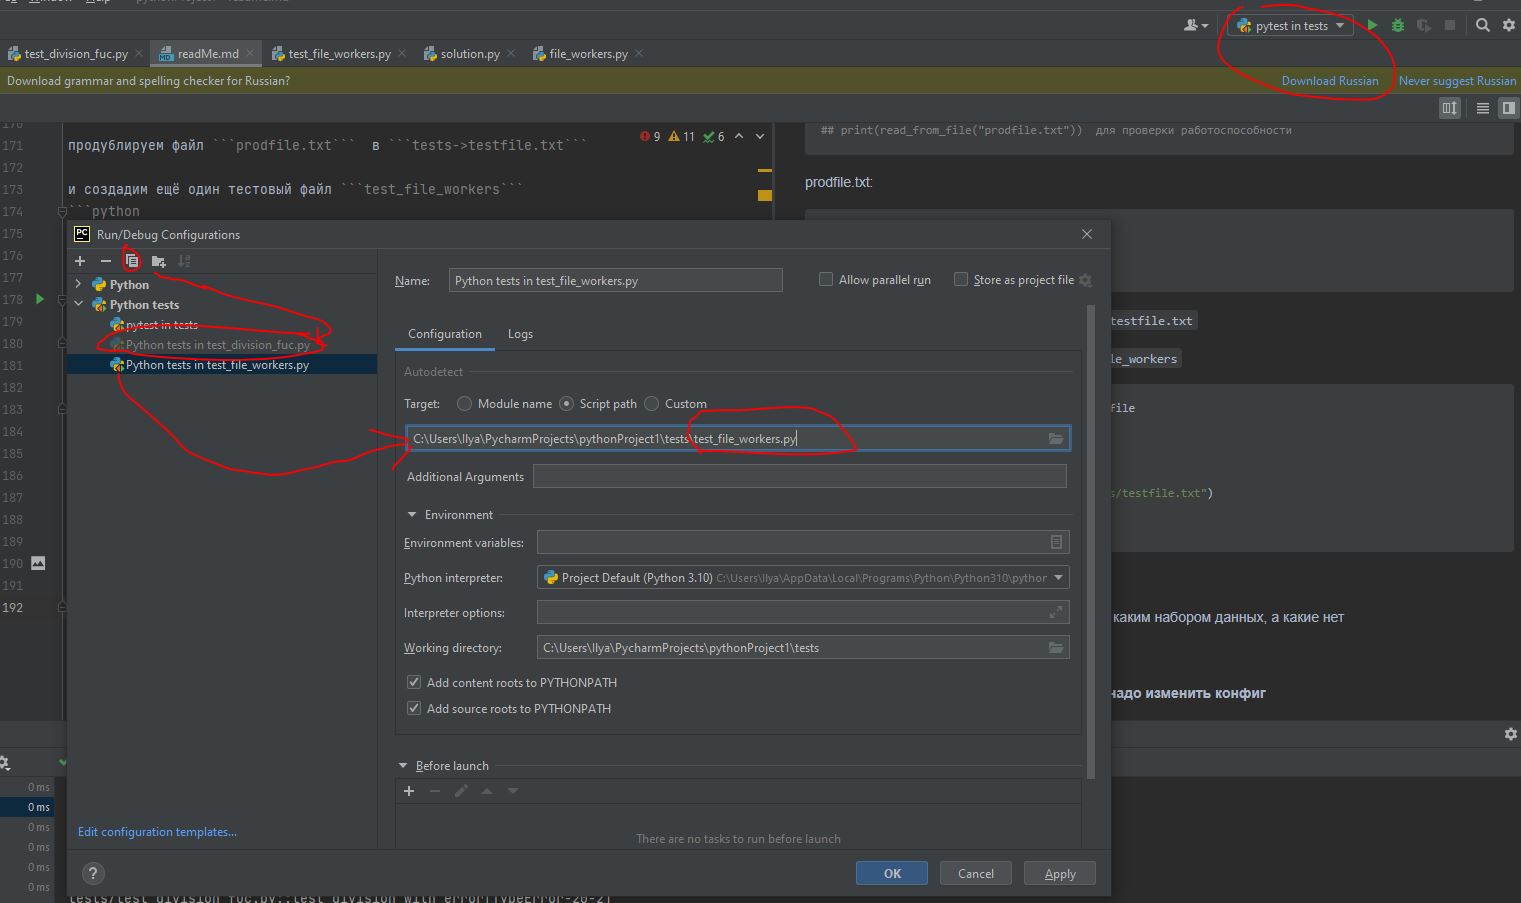 pytest in tests
test_division_fuc.py
readMe.md
test_file_workers.py
solution.py
file_workers.py
Download grammar and spelling checker for Russian?
Download Russian
Never suggest Russian
9
11
6
171
продублируем файл ```prodfile.txt``` в ```tests->testfile.txt```
172
173
и создадим ещё один тестовый файл ```test_file_workers```
174
```python
175
176
177
178
179
180
181
182
183
184
185
186
187
188
189
190
191
192
## print(read_from_file("prodfile.txt")) для проверки работоспособности
prodfile.txt:
testfile.txt
le_workers
file
s/testfile.txt")
каким набором данных, а какие нет
надо изменить конфиг
Run/Debug Configurations
Python
Python tests
pytest in tests
Python tests in test_division_fuc.py
Python tests in test_file_workers.py
Edit configuration templates...
Name:
Python tests in test_file_workers.py
Allow parallel run
Store as project file
Configuration
Logs
Autodetect
Target:
Module name
Script path
Custom
C:\Users\Ilya\PycharmProjects\pythonProject1\tests\test_file_workers.py
Additional Arguments
Environment
Environment variables:
Python interpreter:
Project Default (Python 3.10) C:\Users\Ilya\AppData\Local\Programs\Python\Python310\python
Interpreter options:
Working directory:
C:\Users\Ilya\PycharmProjects\pythonProject1\tests
Add content roots to PYTHONPATH
Add source roots to PYTHONPATH
Before launch
There are no tasks to run before launch
OK
Cancel
Apply
0 ms
0 ms
0 ms
0 ms
0 ms
0 ms